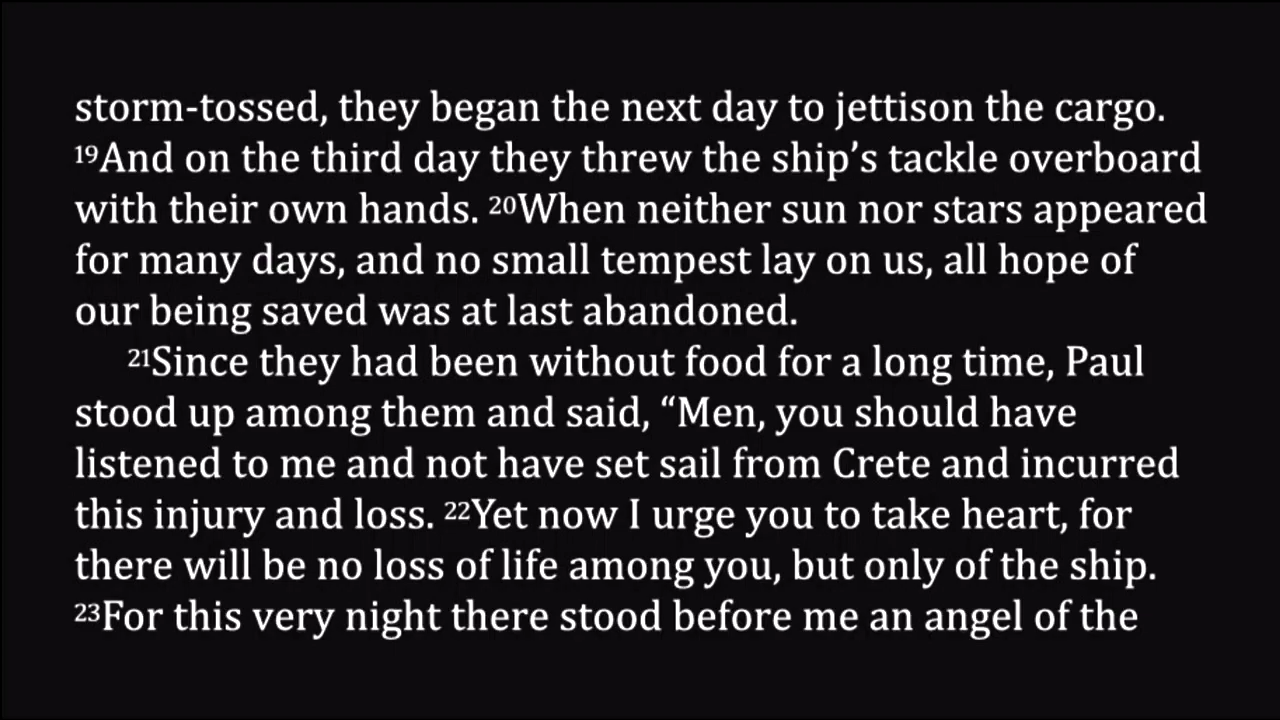 storm-tossed, they began the next day to jettison the cargo.
¹⁹And on the third day they threw the ship’s tackle overboard
with their own hands. ²⁰When neither sun nor stars appeared
for many days, and no small tempest lay on us, all hope of
our being saved was at last abandoned.
²¹Since they had been without food for a long time, Paul
stood up among them and said, “Men, you should have
listened to me and not have set sail from Crete and incurred
this injury and loss. ²²Yet now I urge you to take heart, for
there will be no loss of life among you, but only of the ship.
²³For this very night there stood before me an angel of the